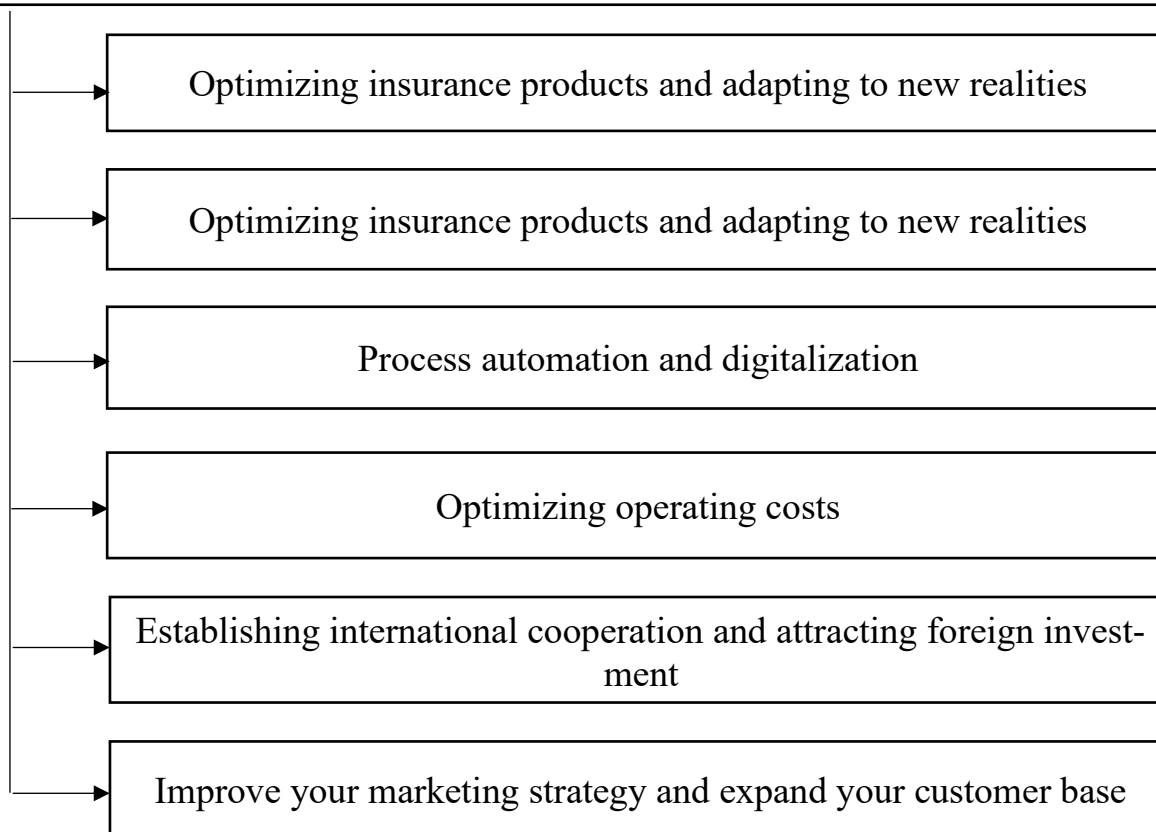 Optimizing insurance products and adapting to new realities
Optimizing insurance products and adapting to new realities
Process automation and digitalization
Optimizing operating costs
Establishing international cooperation and attracting foreign invest-
ment
Improve your marketing strategy and expand your customer base